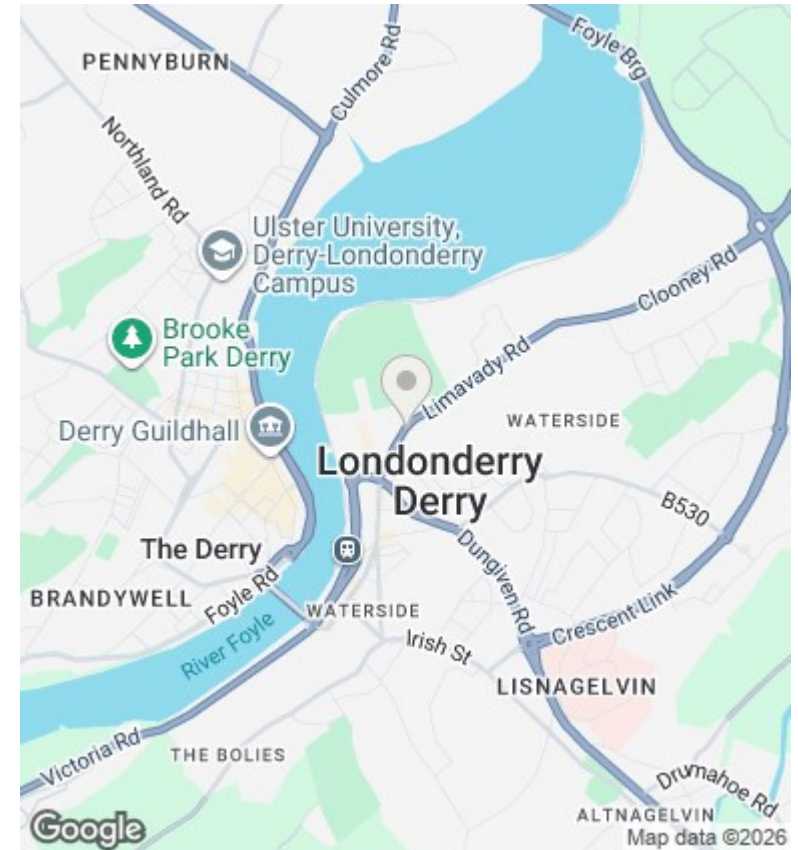 PENNYBURN
Culmore Rd
Foyle Brg
Northland Rd
Ulster University,
Derry-Londonderry
Campus
Clooney Rd
Brooke
Park Derry
Limavady Rd
Derry Guildhall
WATERSIDE
Londonderry
Derry
B530
The Derry
Dungiven Rd
BRANDYWELL
Foyle Rd
WATERSIDE
Crescent Link
River Foyle
Irish St
LISNAGELVIN
Victoria Rd
THE BOLIES
Drumahoe Rd
ALTNAGELVIN
Google
Map data ©2026